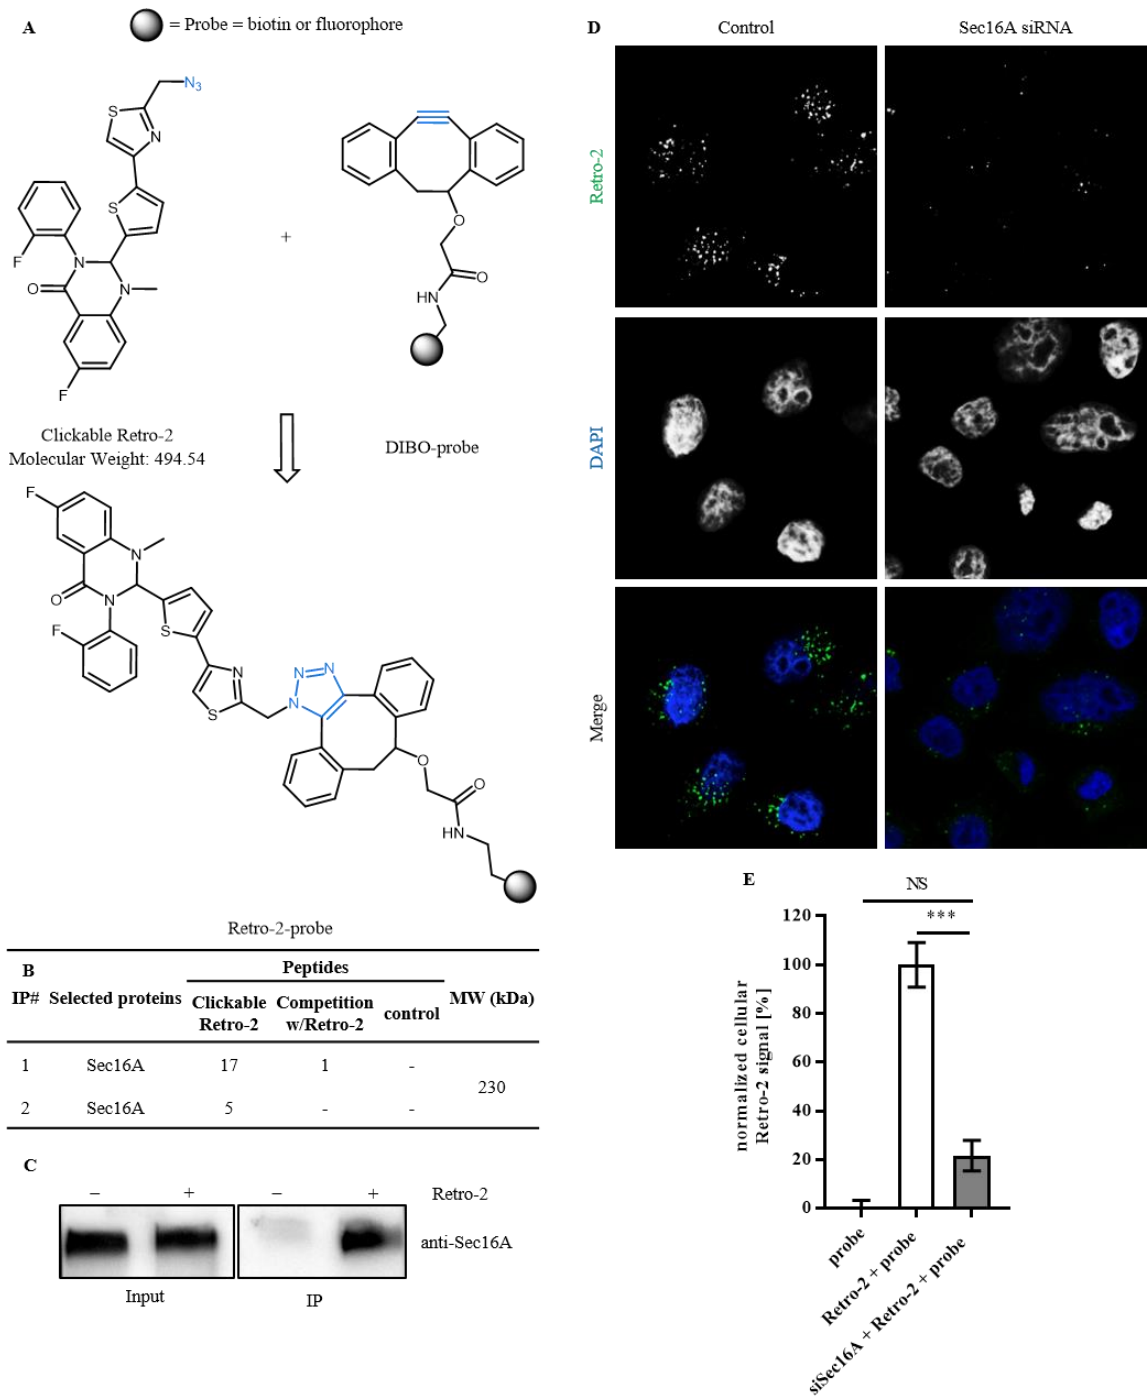 A
= Probe = biotin or fluorophore
N3
S
N
S
F
N
O
N
F
+
O
O
HN
Clickable Retro-2
Molecular Weight: 494.54
DIBO-probe
F
N
O
N
F
S
N
S
N
N
N
O
O
HN
Retro-2-probe
B
Peptides
IP# Selected proteins Clickable Retro-2 Competition w/Retro-2 control MW (kDa)
1 Sec16A 17 1 -
230
2 Sec16A 5 - -
C
− + − + Retro-2
anti-Sec16A
Input IP
D
Control Sec16A siRNA
Retro-2
DAPI
Merge
E
NS
***
120
100
80
60
40
20
0
normalized cellular
Retro-2 signal [%]
probe
Retro-2 + probe
siSec16A + Retro-2 + probe